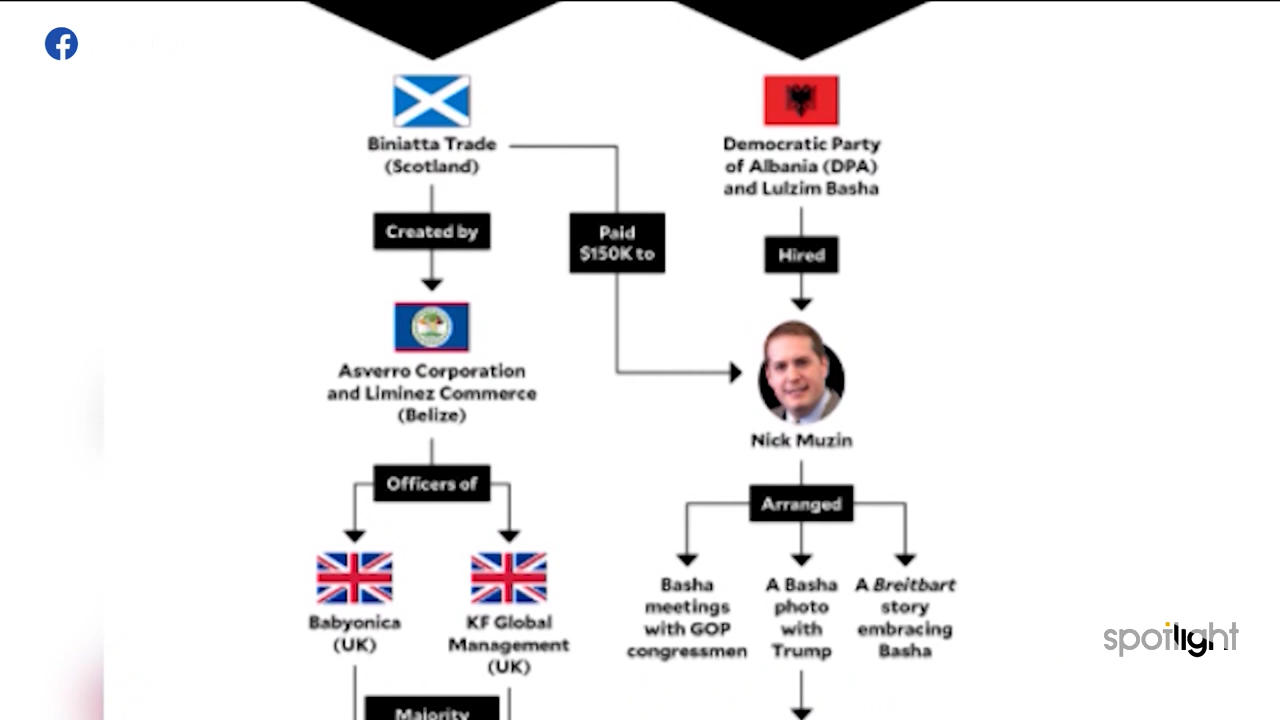 Biniatta Trade
(Scotland)
Democratic Party
of Albania (DPA)
and Lulzim Basha
Created by
Paid
$150K to
Hired
Asverro Corporation
and Liminez Commerce
(Belize)
Nick Muzin
Officers of
Arranged
Babyonica
(UK)
KF Global
Management
(UK)
Basha
meetings
with GOP
congressmen
A Basha
photo
with
Trump
A Breitbart
story
embracing
Basha
Majority
spotlight